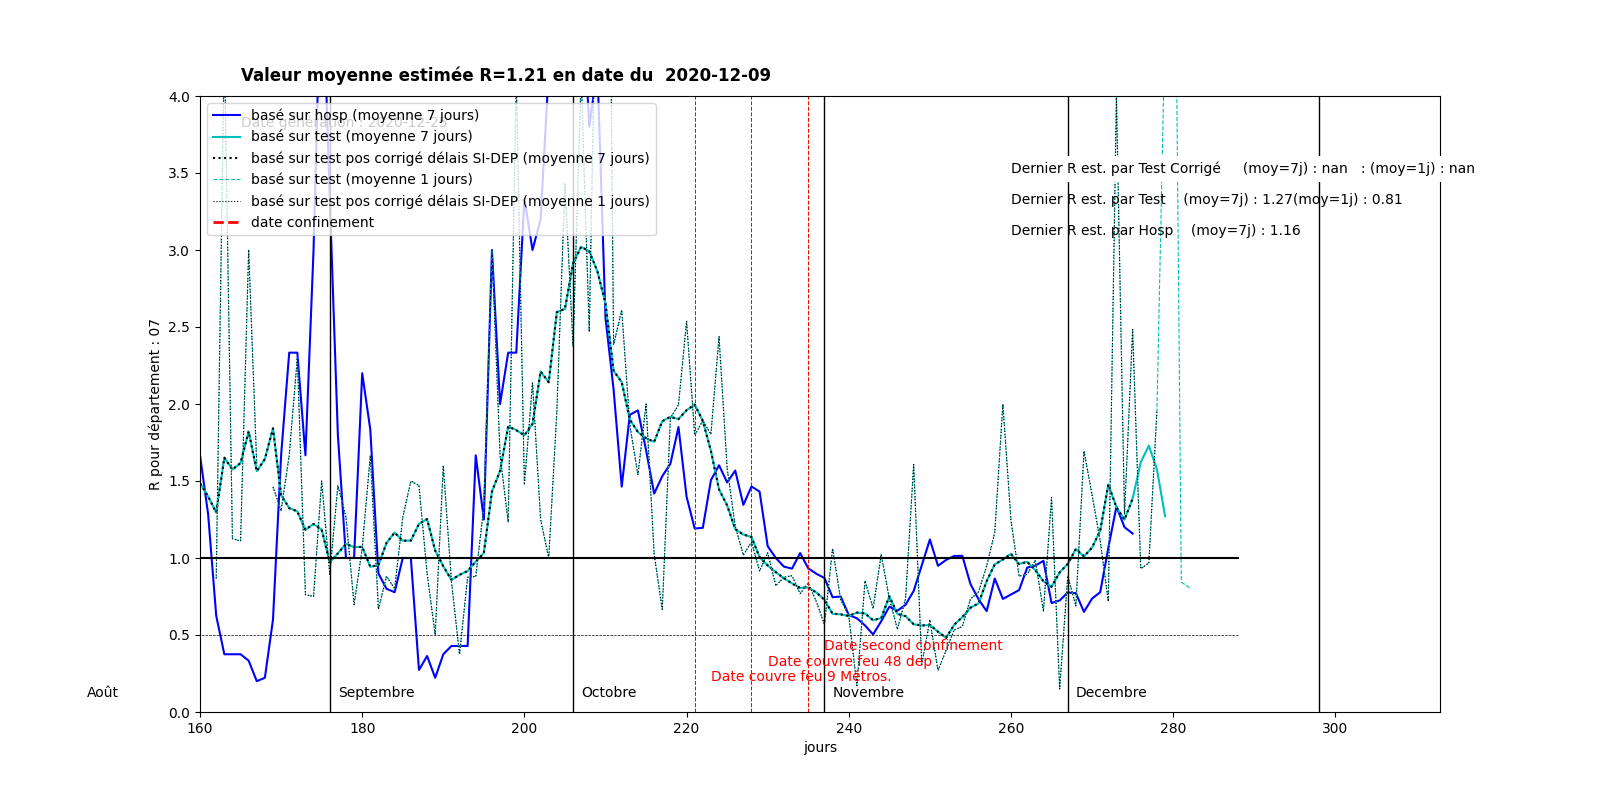 Valeur moyenne estimée R=1.21 en date du  2020-12-09
4.0
3.5
3.0
2.5
2.0
1.5
1.0
0.5
0.0
R pour département : 07
basé sur hosp (moyenne 7 jours)
basé sur test (moyenne 7 jours)
basé sur test pos corrigé délais SI-DEP (moyenne 7 jours)
basé sur test (moyenne 1 jours)
basé sur test pos corrigé délais SI-DEP (moyenne 1 jours)
date confinement
Dernier R est. par Test Corrigé     (moy=7j) : nan   : (moy=1j) : nan
Dernier R est. par Test    (moy=7j) : 1.27(moy=1j) : 0.81
Dernier R est. par Hosp    (moy=7j) : 1.16
Date second confinement
Date couvre feu 48 dep
Date couvre feu 9 Métros.
Août
Septembre
Octobre
Novembre
Decembre
160
180
200
220
240
260
280
300
jours